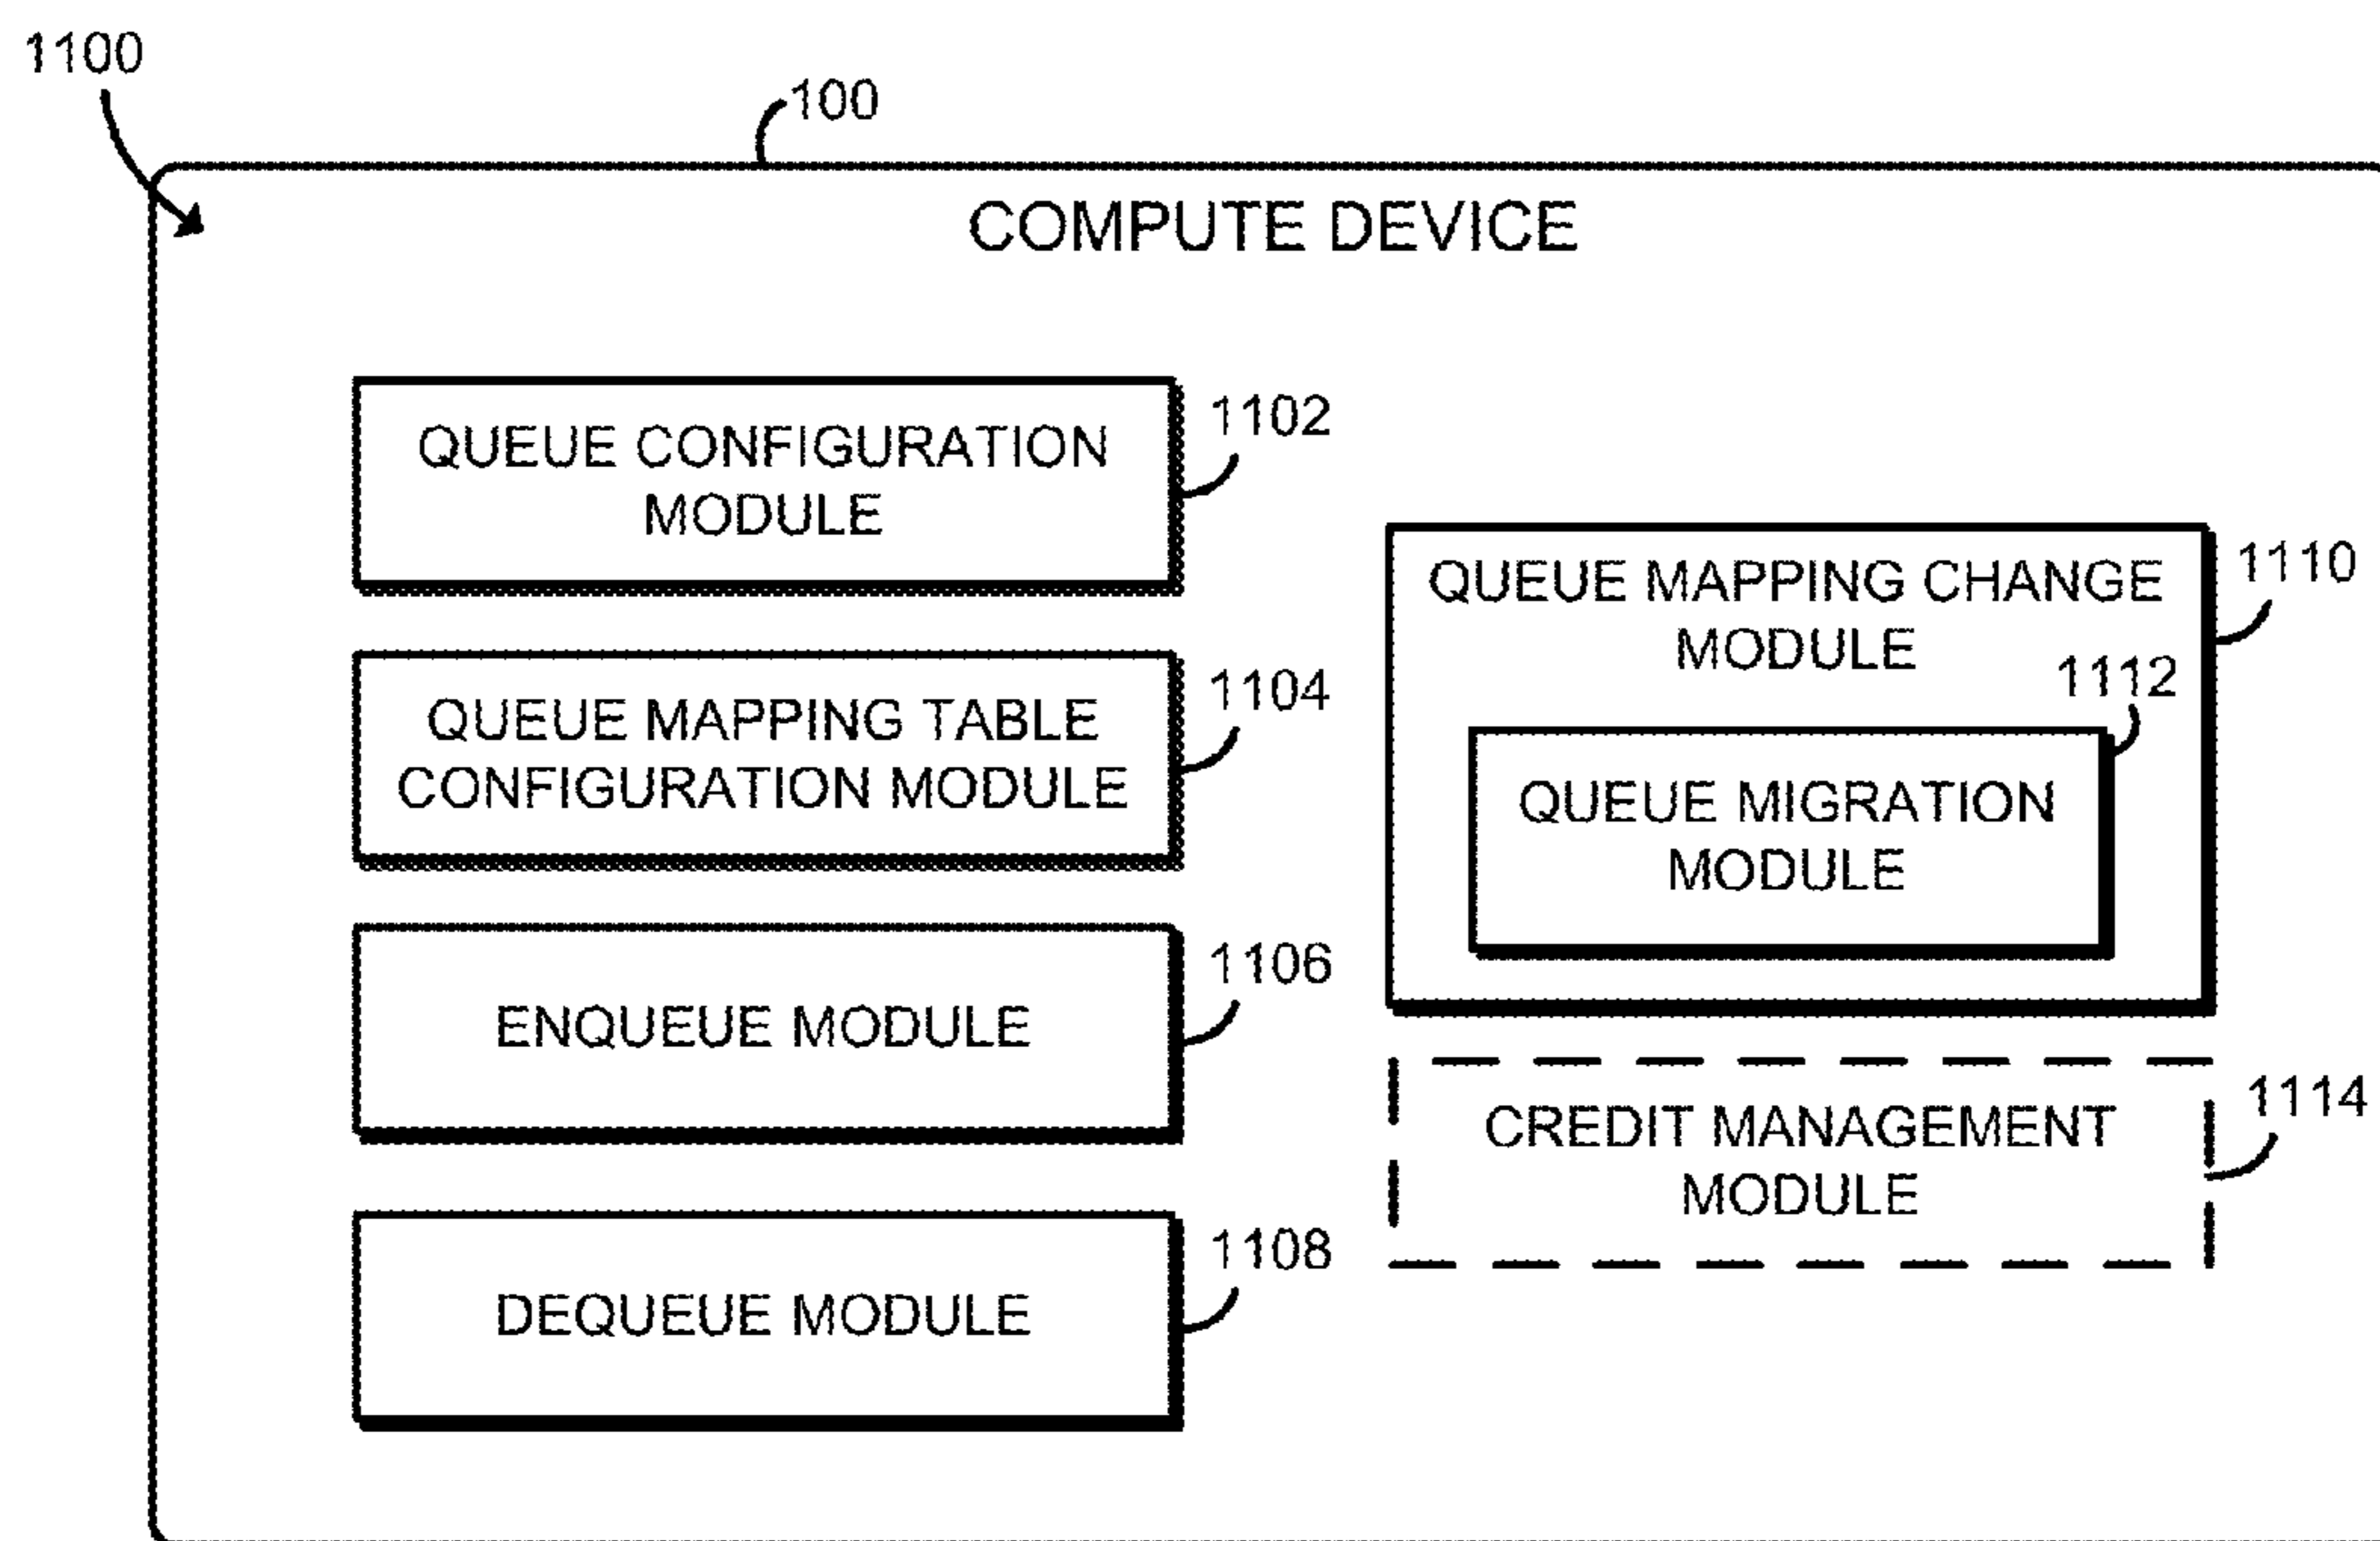 1100
100
COMPUTE DEVICE
QUEUE CONFIGURATION
MODULE
1102
QUEUE MAPPING TABLE
CONFIGURATION MODULE
1104
ENQUEUE MODULE
1106
DEQUEUE MODULE
1108
QUEUE MAPPING CHANGE
MODULE
1110
1112
QUEUE MIGRATION
MODULE
CREDIT MANAGEMENT
MODULE
1114